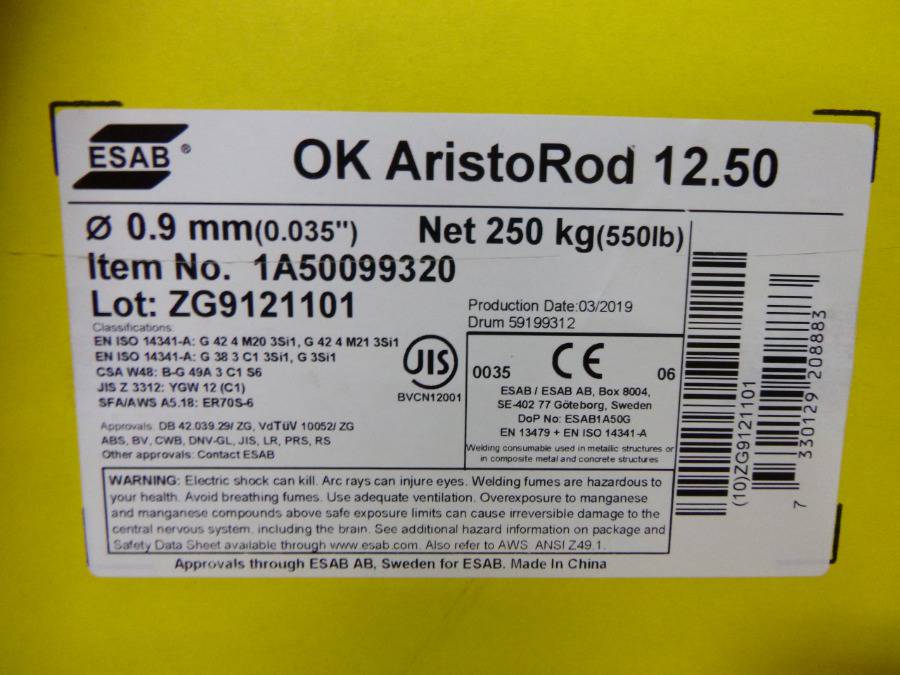 ESAB®
OK AristoRod 12.50
Ø 0.9 mm(0.035")
Net 250 kg(550lb)
Item No. 1A50099320
Lot: ZG9121101
Production Date:03/2019
Drum 59199312
Classifications:
EN ISO 14341-A: G 42 4 M20 3Si1, G 42 4 M21 3Si1
EN ISO 14341-A: G 38 3 C1 3Si1, G 3Si1
CSA W48: B-G 49A 3 C1 S6
JIS Z 3312: YGW 12 (C1)
SFA/AWS A5.18: ER70S-6
JIS
BVCN12001
Approvals: DB 42.039.29/ ZG, VdTüV 10052/ ZG
ABS, BV, CWB, DNV-GL, JIS, LR, PRS, RS
Other approvals: Contact ESAB
CE
0035
06
ESAB / ESAB AB, Box 8004,
SE-402 77 Göteborg, Sweden
DoP No: ESAB1A50G
EN 13479 + EN ISO 14341-A
Welding consumable used in metallic structures or
in composite metal and concrete structures
WARNING: Electric shock can kill. Arc rays can injure eyes. Welding fumes are hazardous to
your health. Avoid breathing fumes. Use adequate ventilation. Overexposure to manganese
and manganese compounds above safe exposure limits can cause irreversible damage to the
central nervous system, including the brain. See additional hazard information on package and
Safety Data Sheet available through www.esab.com. Also refer to AWS ANSI Z49.1.
Approvals through ESAB AB, Sweden for ESAB. Made In China
(10)ZG9121101
7 330129 208883